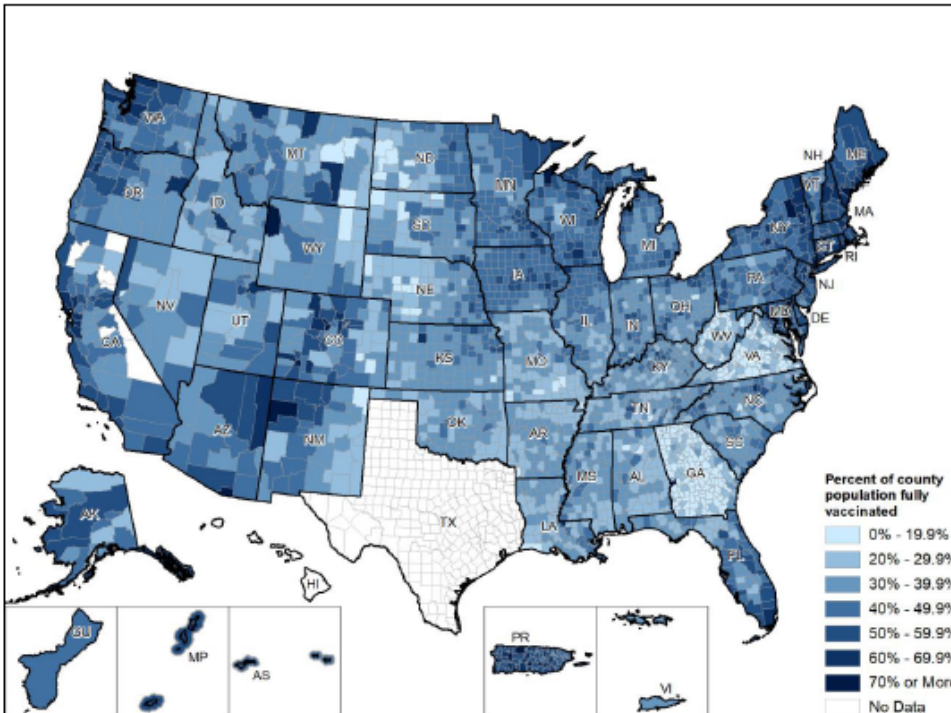 WA
MT
ND
MN
OR
ID
WY
SD
WI
MI
NH
ME
VT
NY
MA
CT
RI
NV
UT
CO
NE
IA
IL
IN
OH
PA
NJ
MD
DE
CA
KS
MO
KY
WV
VA
AZ
NM
OK
AR
TN
NC
SC
MS
AL
GA
TX
LA
FL
AK
HI
GU
MP
AS
PR
VI
Percent of county
population fully
vaccinated
0% - 19.9%
20% - 29.9%
30% - 39.9%
40% - 49.9%
50% - 59.9%
60% - 69.9%
70% or More
No Data